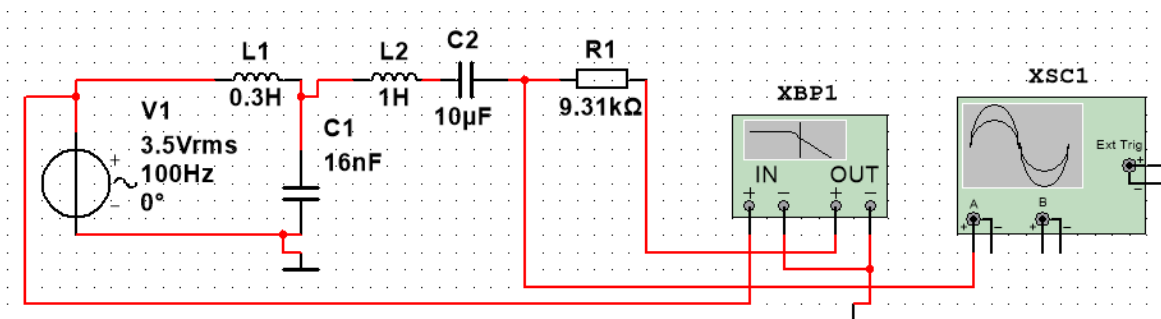 L1
0.3H
L2
1H
C2
10µF
R1
9.31kΩ
V1
3.5Vrms
100Hz
0°
C1
16nF
XBP1
IN
OUT
+
−
+
−
XSC1
Ext Trig
+
−
A
B
+
−
+
−
+
−